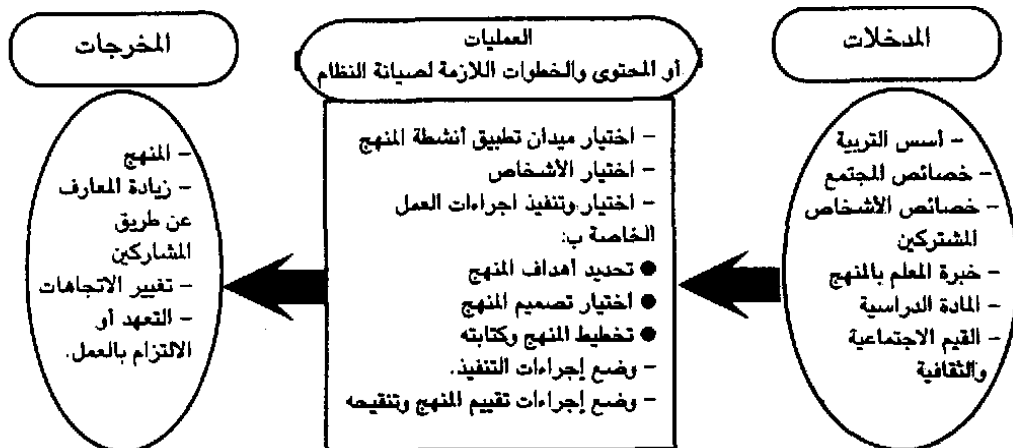 المدخلات
– أسس التربية
– خصائص المجتمع
– خصائص الأشخاص
المشتركين
– خبرة المعلم بالمنهج
– المادة الدراسية
– القيم الاجتماعية
والثقافية
العمليات
أو المحتوى والخطوات اللازمة لصيانة النظام
– اختيار ميدان تطبيق أنشطة المنهج
– اختيار الأشخاص
– اختيار وتنفيذ اجراءات العمل
الخاصة ب:
● تحديد أهداف المنهج
● اختيار تصميم المنهج
● تخطيط المنهج وكتابته
– وضع إجراءات التنفيذ.
– وضع إجراءات تقييم المنهج وتنقيحه
المخرجات
– المنهج
– زيادة المعارف
عن طريق
المشاركين
– تغيير الاتجاهات
– التعهد أو
الالتزام بالعمل.